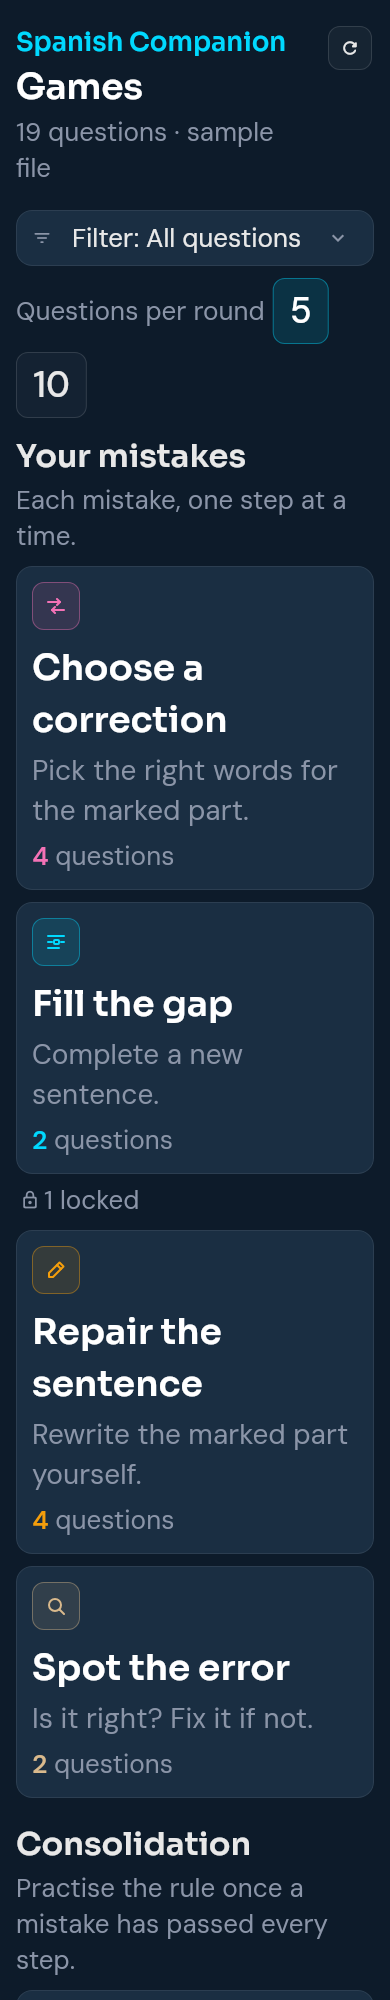 Spanish Companion
Games
19 questions · sample
file
Filter: All questions
Questions per round 5
10
Your mistakes
Each mistake, one step at a
time.
Choose a
correction
Pick the right words for
the marked part.
4 questions
Fill the gap
Complete a new
sentence.
2 questions
1 locked
Repair the
sentence
Rewrite the marked part
yourself.
4 questions
Spot the error
Is it right? Fix it if not.
2 questions
Consolidation
Practise the rule once a
mistake has passed every
step.